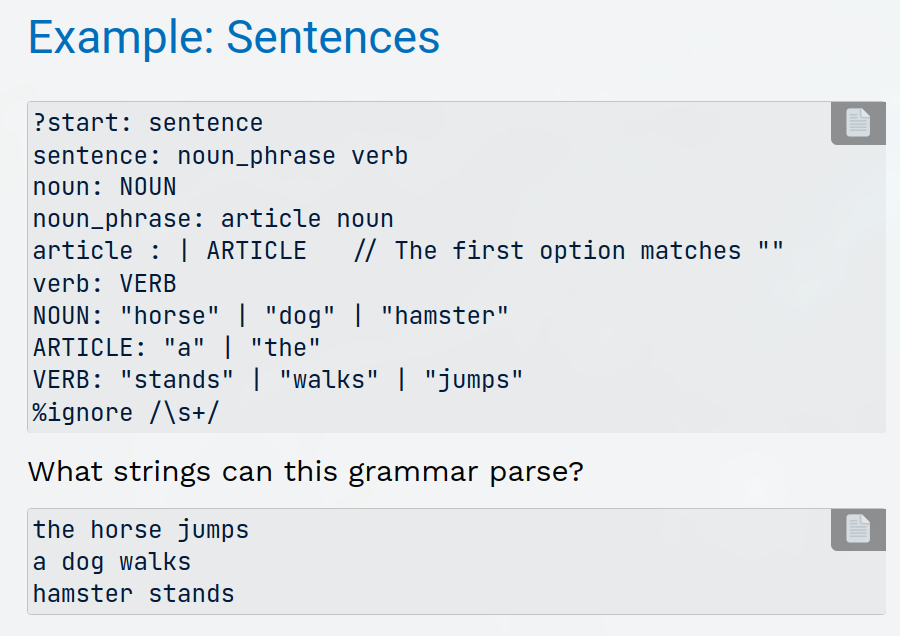 Example: Sentences
?start: sentence
sentence: noun_phrase verb
noun: NOUN
noun_phrase: article noun
article : | ARTICLE   // The first option matches ""
verb: VERB
NOUN: "horse" | "dog" | "hamster"
ARTICLE: "a" | "the"
VERB: "stands" | "walks" | "jumps"
%ignore /\s+/
What strings can this grammar parse?
the horse jumps
a dog walks
hamster stands